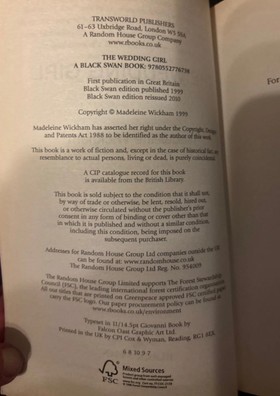 TRANSWORLD PUBLISHERS
61–63 Uxbridge Road, London W5 5SA
A Random House Group Company
www.rbooks.co.uk
THE WEDDING GIRL
A BLACK SWAN BOOK: 9780552776738
First publication in Great Britain
Black Swan edition published 1999
Black Swan edition reissued 2010
Copyright © Madeleine Wickham 1999
Madeleine Wickham has asserted her right under the Copyright, Designs
and Patents Act 1988 to be identified as the author of this work.
This book is a work of fiction and, except in the case of historical fact, any
resemblance to actual persons, living or dead, is purely coincidental.
A CIP catalogue record for this book
is available from the British Library.
This book is sold subject to the condition that it shall not,
by way of trade or otherwise, be lent, resold, hired out,
or otherwise circulated without the publisher's prior
consent in any form of binding or cover other than that
in which it is published and without a similar condition,
including this condition, being imposed on the
subsequent purchaser.
Addresses for Random House Group Ltd companies outside the UK
can be found at: www.randomhouse.co.uk
The Random House Group Ltd Reg. No. 954009
The Random House Group Limited supports The Forest Stewardship
Council (FSC), the leading international forest certification organization.
All our titles that are printed on Greenpeace approved FSC certified paper
carry the FSC logo. Our paper procurement policy can be found at
www.rbooks.co.uk/environment
Typeset in 11/14.5pt Giovanni Book by
Falcon Oast Graphic Art Ltd.
Printed in the UK by CPI Cox & Wyman, Reading, RG1 8EX.
6 8 10 9 7
FSC
Mixed Sources
For